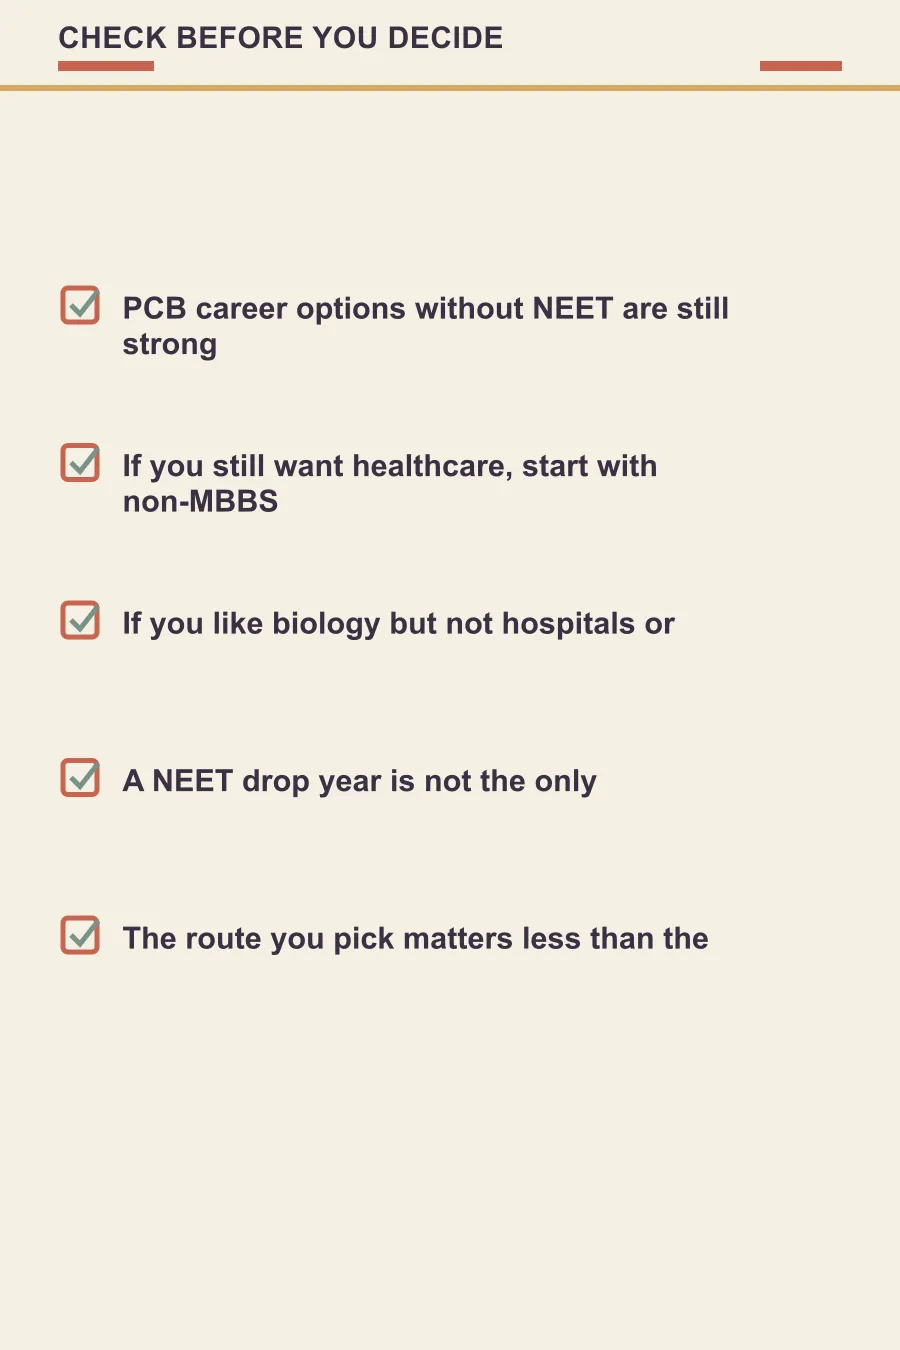 CHECK BEFORE YOU DECIDE
PCB career options without NEET are still
strong
If you still want healthcare, start with
non-MBBS
If you like biology but not hospitals or
A NEET drop year is not the only
The route you pick matters less than the